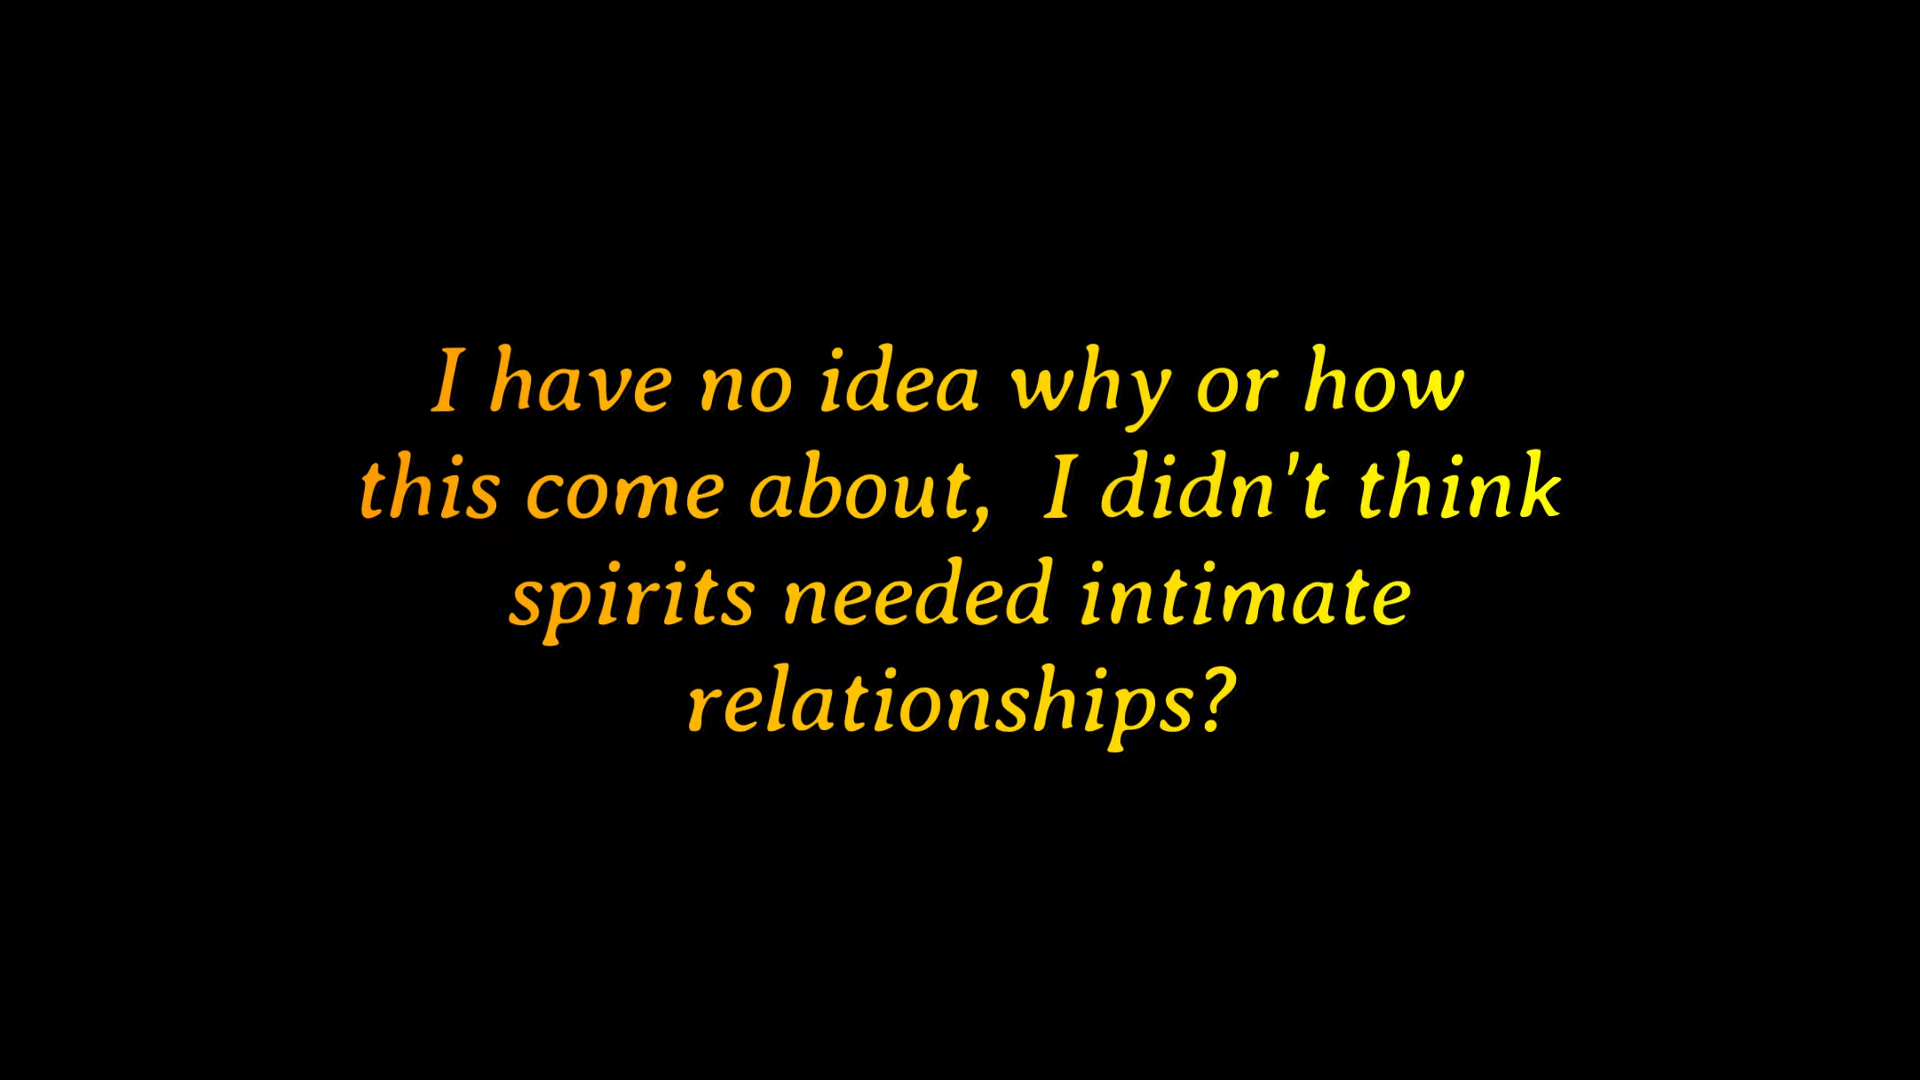 I have no idea why or how
this come about,  I didn't think
spirits needed intimate
relationships?